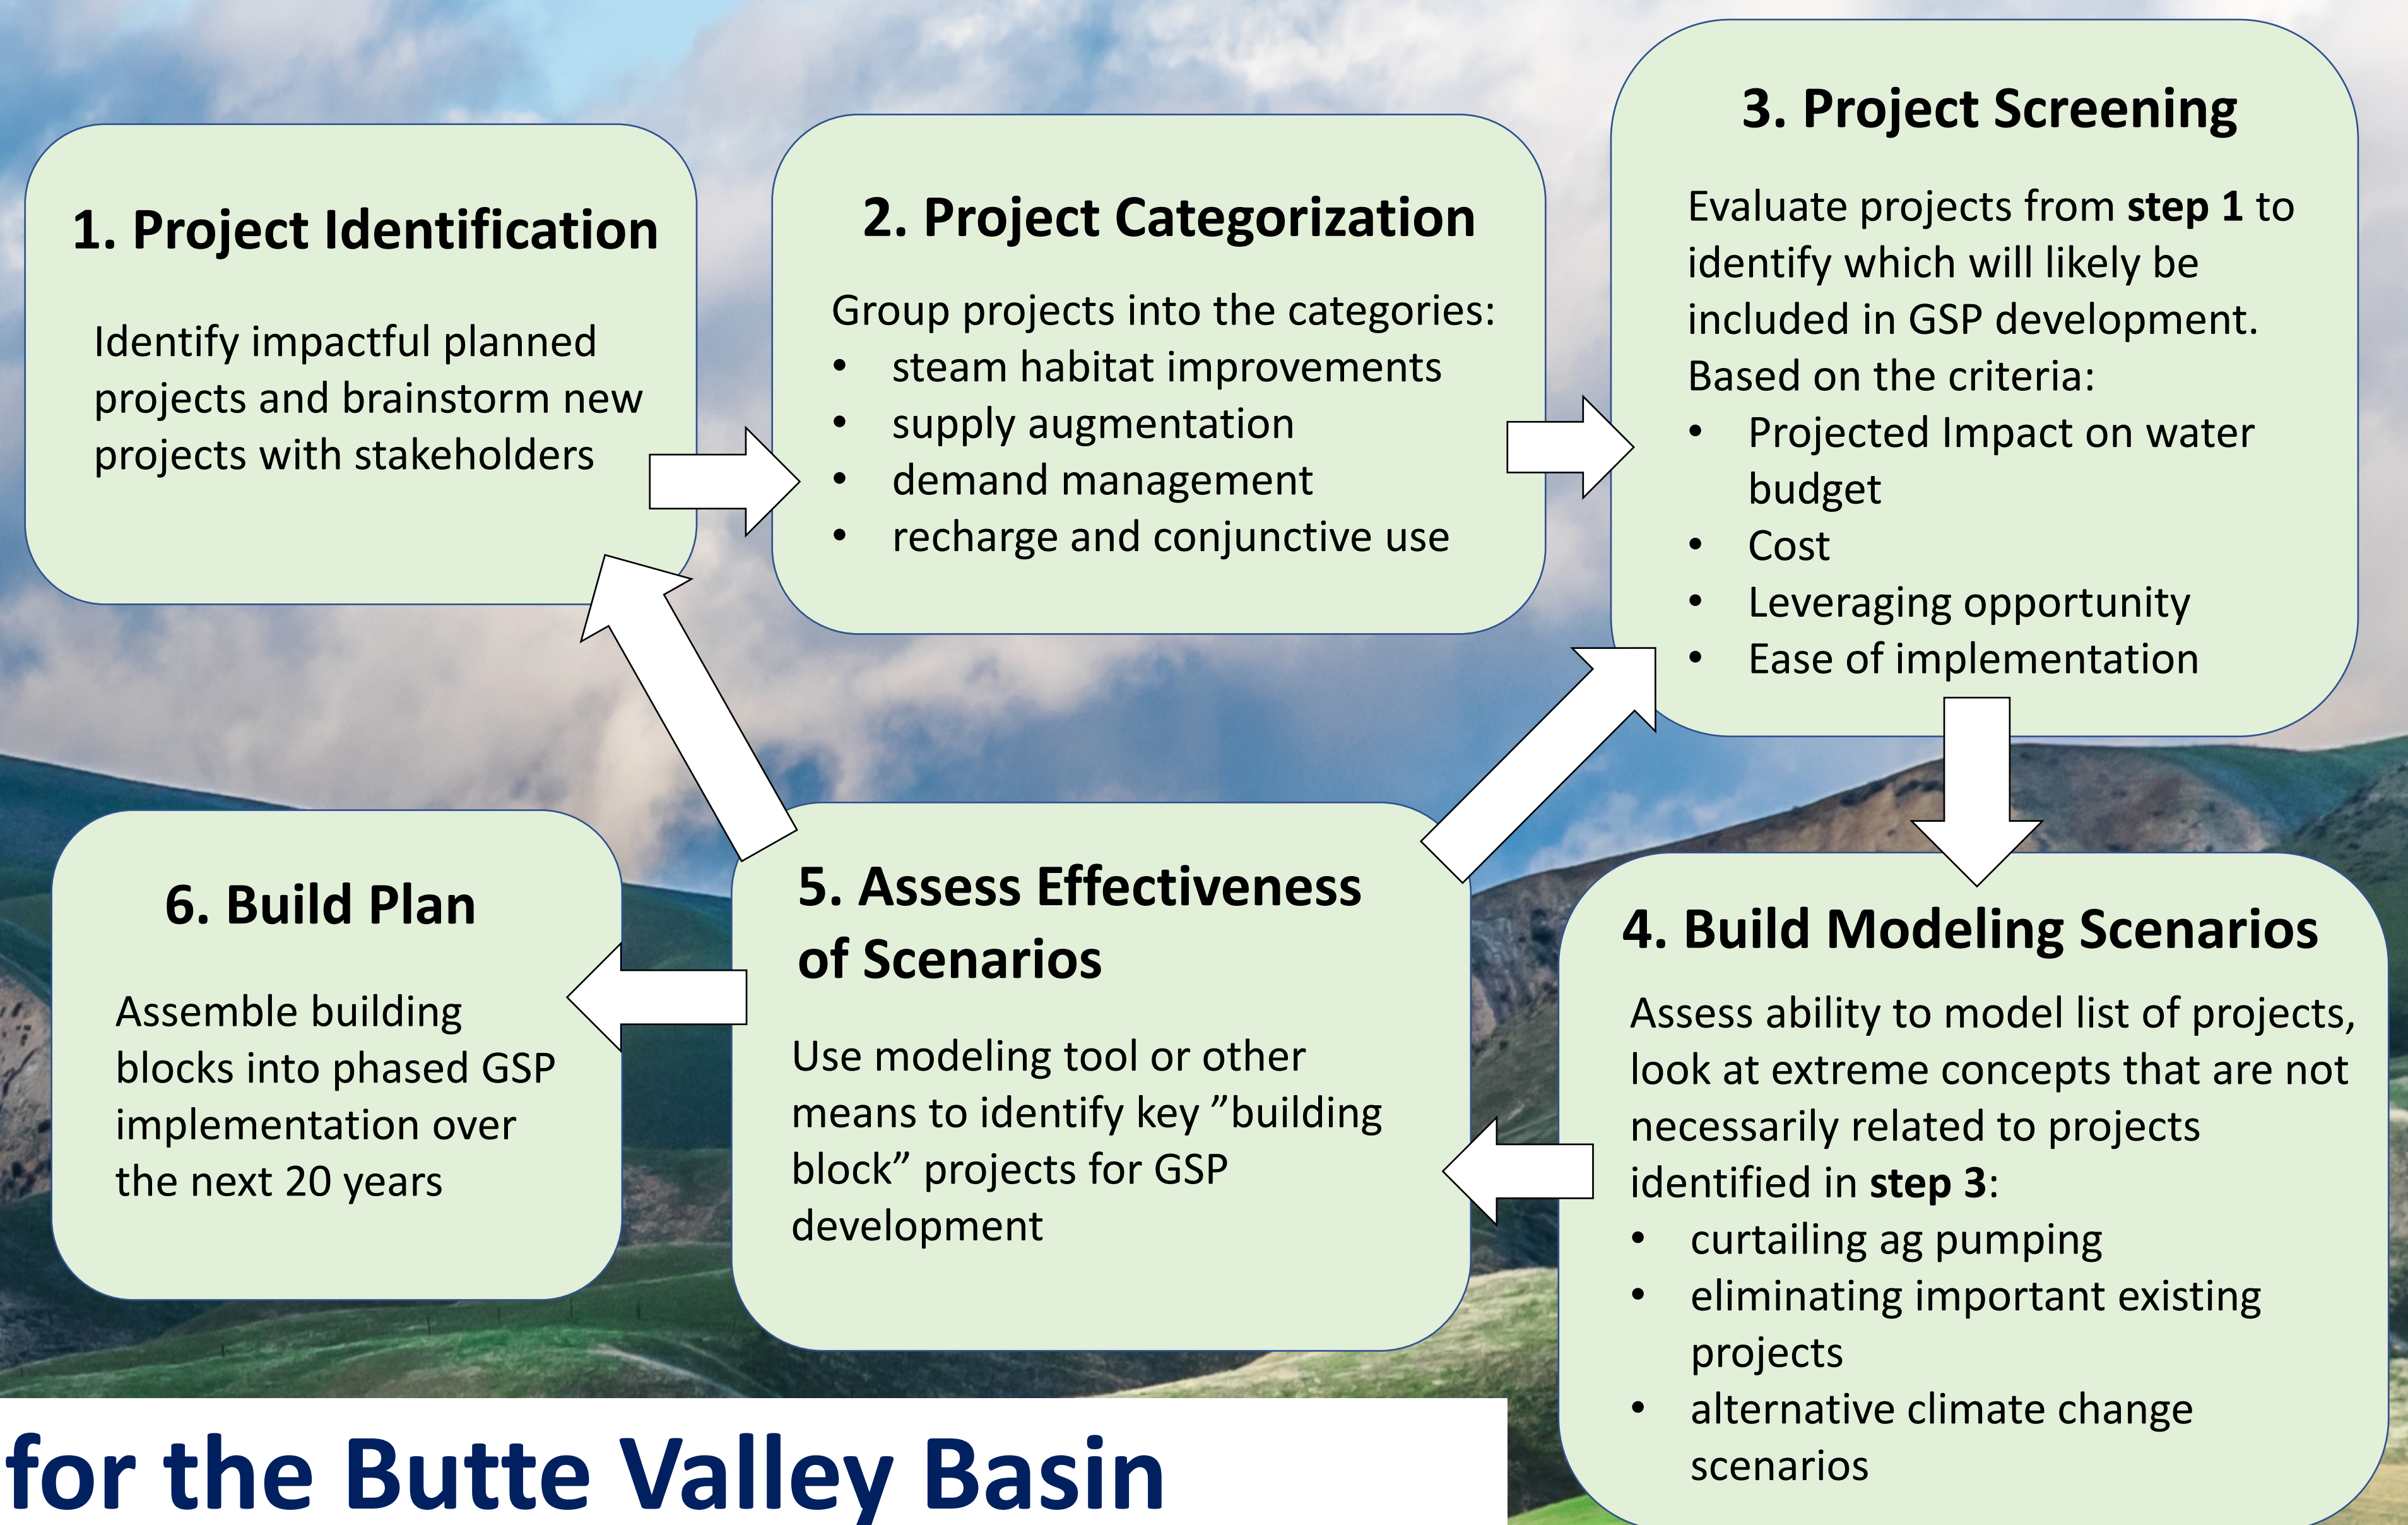 1. Project Identification
Identify impactful planned
projects and brainstorm new
projects with stakeholders
2. Project Categorization
Group projects into the categories:
• steam habitat improvements
• supply augmentation
• demand management
• recharge and conjunctive use
3. Project Screening
Evaluate projects from step 1 to
identify which will likely be
included in GSP development.
Based on the criteria:
• Projected Impact on water
budget
• Cost
• Leveraging opportunity
• Ease of implementation
4. Build Modeling Scenarios
Assess ability to model list of projects,
look at extreme concepts that are not
necessarily related to projects
identified in step 3:
• curtailing ag pumping
• eliminating important existing
projects
• alternative climate change
scenarios
5. Assess Effectiveness
of Scenarios
Use modeling tool or other
means to identify key ”building
block” projects for GSP
development
6. Build Plan
Assemble building
blocks into phased GSP
implementation over
the next 20 years
for the Butte Valley Basin